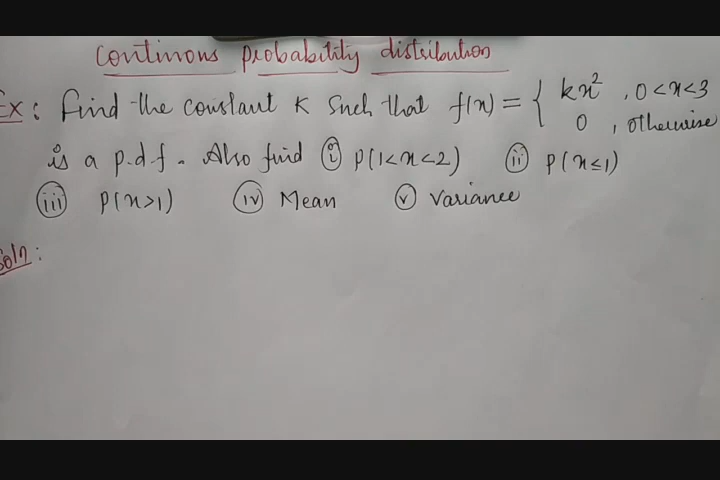 continous probability distribution
Ex: Find the constant K such that f(x) = { kx², 0<x<3
0, otherwise
is a p.d.f. Also find (i) P(1<x<2) (ii) P(x≤1)
(iii) P(x>1) (iv) Mean (v) Variance
Soln: